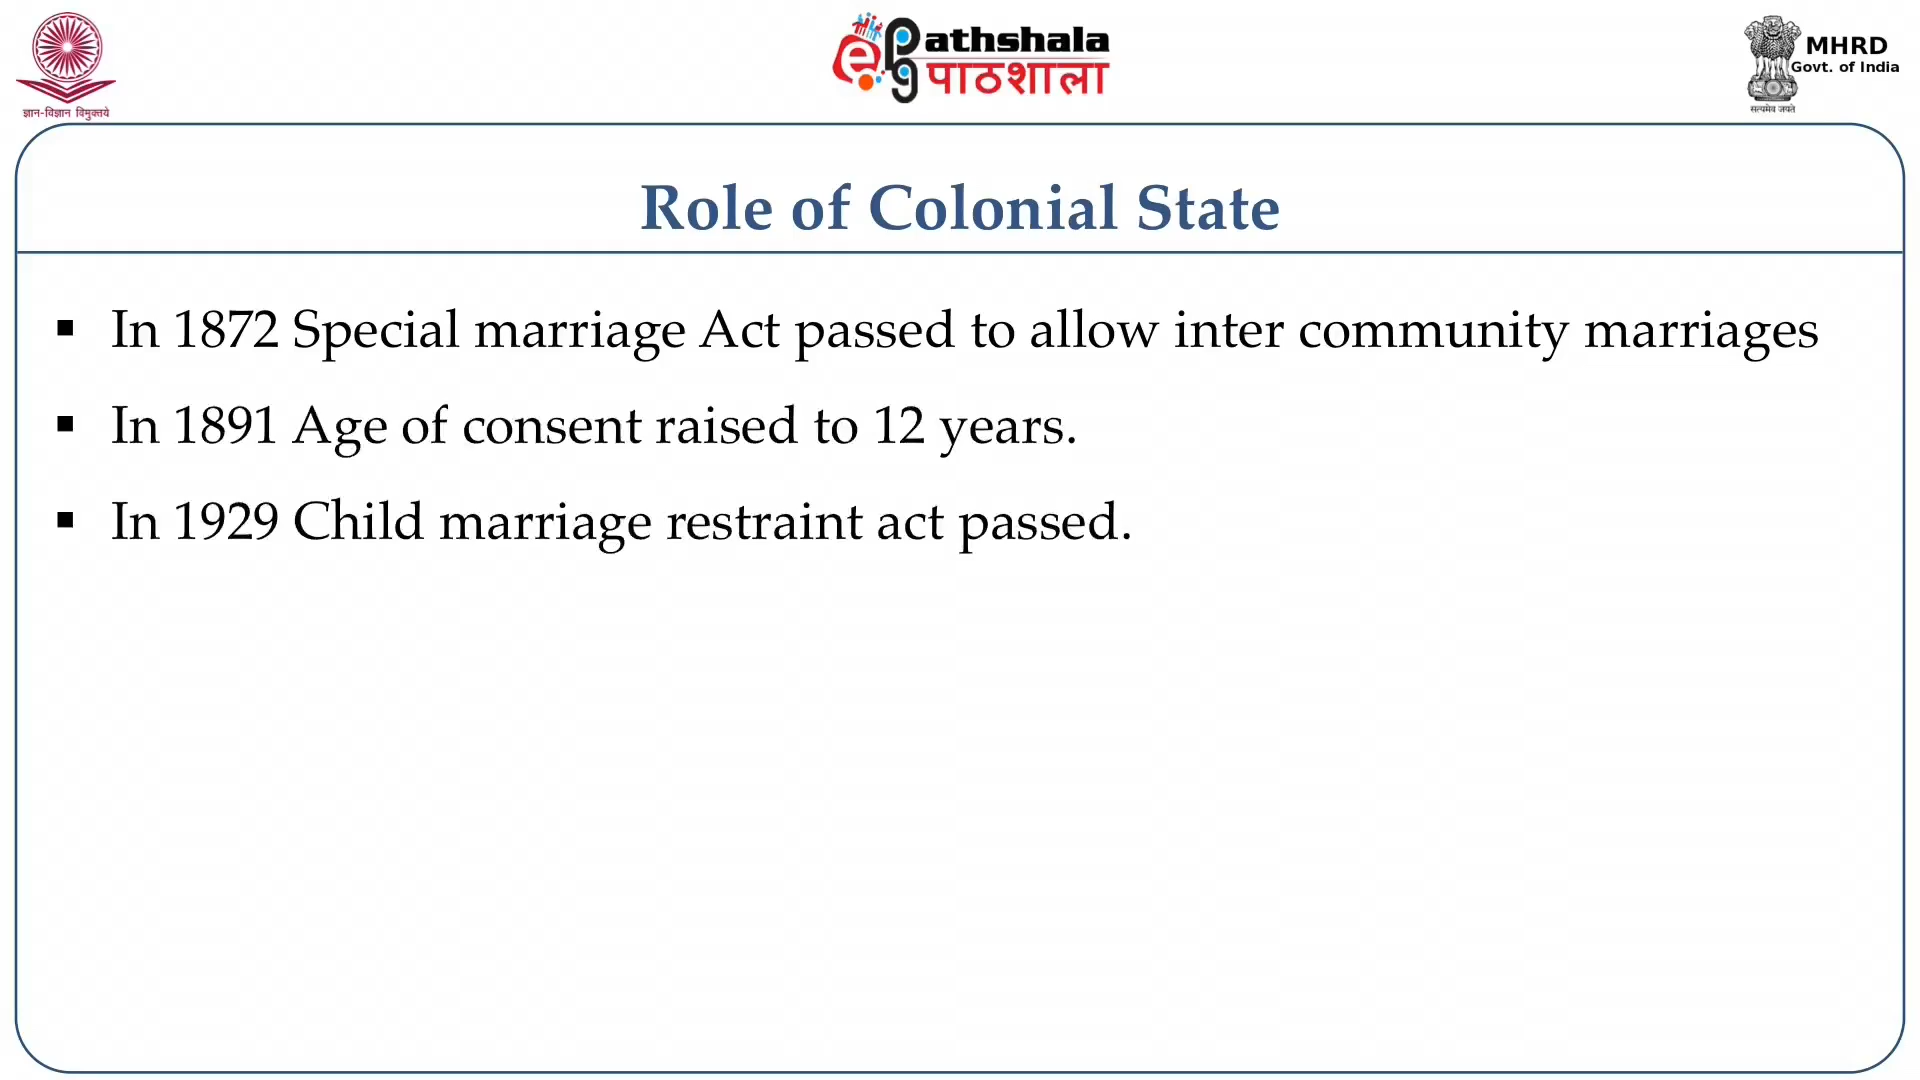 ज्ञान-विज्ञान विमुक्तये
e pg Pathshala
पाठशाला
MHRD
Govt. of India
सत्यमेव जयते
Role of Colonial State
▪ In 1872 Special marriage Act passed to allow inter community marriages
▪ In 1891 Age of consent raised to 12 years.
▪ In 1929 Child marriage restraint act passed.